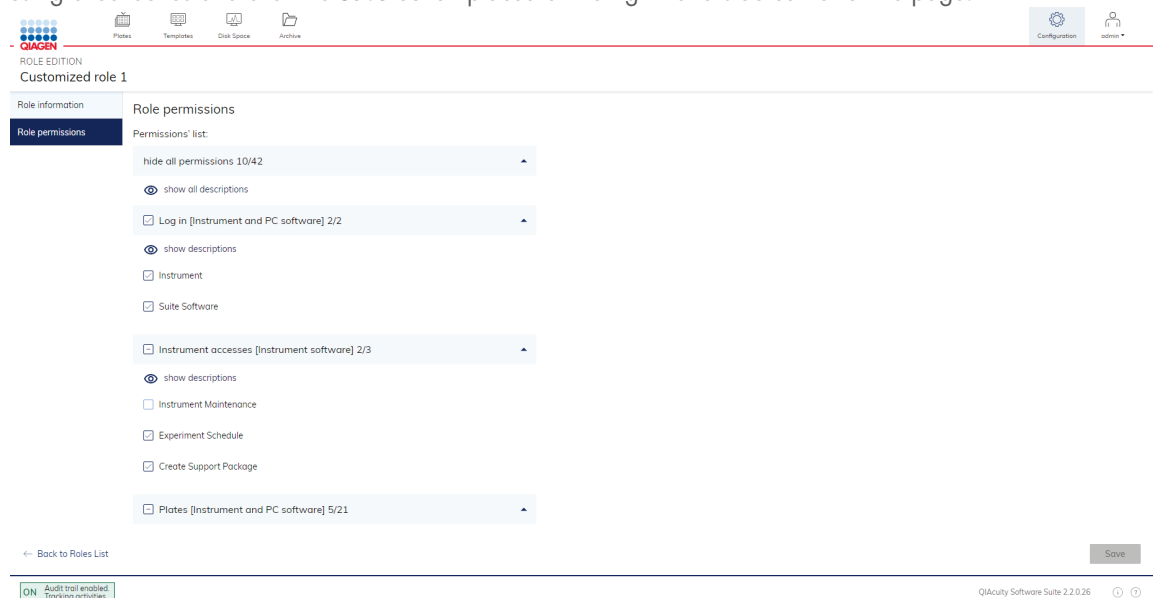 Plates
Templates
Disk Space
Archive
Configuration
admin
QIAGEN
ROLE EDITION
Customized role 1
Role information
Role permissions
Role permissions
Permissions' list:
hide all permissions 10/42
show all descriptions
Log in [Instrument and PC software] 2/2
show descriptions
Instrument
Suite Software
Instrument accesses [Instrument software] 2/3
show descriptions
Instrument Maintenance
Experiment Schedule
Create Support Package
Plates [Instrument and PC software] 5/21
← Back to Roles List
Save
ON Audit trail enabled.
Tracking activities
QIAcuity Software Suite 2.2.0.26